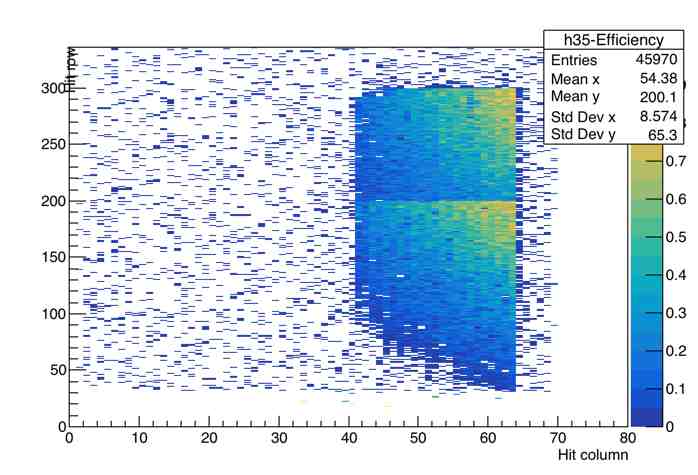 h35-Efficiency
Entries 45970
Mean x 54.38
Mean y 200.1
Std Dev x 8.574
Std Dev y 65.3
300
250
200
150
100
50
0
0.7
0.6
0.5
0.4
0.3
0.2
0.1
0
0 10 20 30 40 50 60 70 80
Hit column